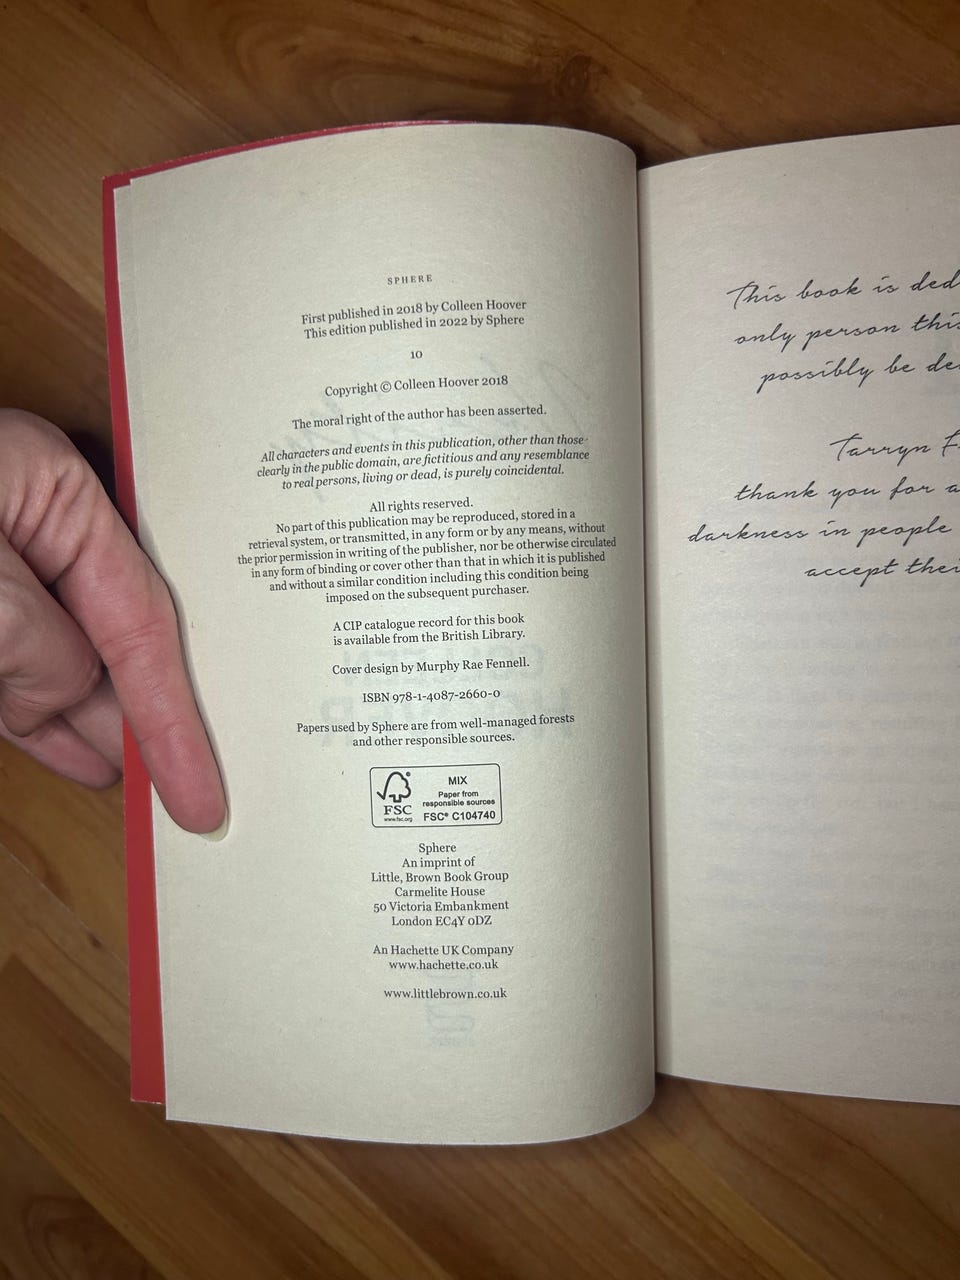 SPHERE
First published in 2018 by Colleen Hoover
This edition published in 2022 by Sphere
10
Copyright © Colleen Hoover 2018
The moral right of the author has been asserted.
All characters and events in this publication, other than those
clearly in the public domain, are fictitious and any resemblance
to real persons, living or dead, is purely coincidental.
All rights reserved.
No part of this publication may be reproduced, stored in a
retrieval system, or transmitted, in any form or by any means, without
the prior permission in writing of the publisher, nor be otherwise circulated
in any form of binding or cover other than that in which it is published
and without a similar condition including this condition being
imposed on the subsequent purchaser.
A CIP catalogue record for this book
is available from the British Library.
Cover design by Murphy Rae Fennell.
ISBN 978-1-4087-2660-0
Papers used by Sphere are from well-managed forests
and other responsible sources.
FSC
www.fsc.org
MIX
Paper from
responsible sources
FSC® C104740
Sphere
An imprint of
Little, Brown Book Group
Carmelite House
50 Victoria Embankment
London EC4Y 0DZ
An Hachette UK Company
www.hachette.co.uk
www.littlebrown.co.uk
This book is ded
only person this
possibly be de
Tarryn F
thank you for a
darkness in people
accept thei